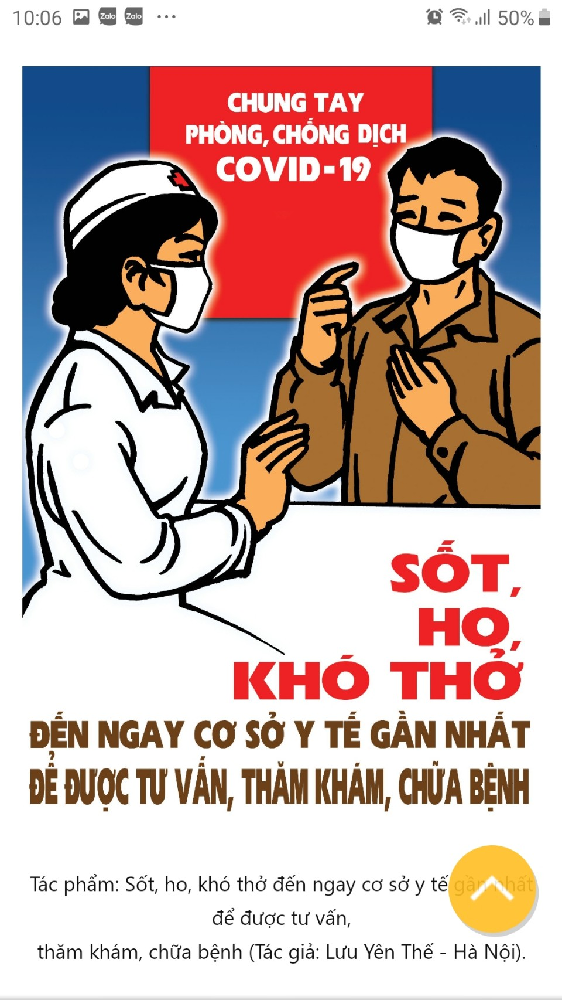 10:06 Zalo Zalo ... 50%
CHUNG TAY
PHÒNG, CHỐNG DỊCH
COVID-19
SỐT,
HO,
KHÓ THỞ
ĐẾN NGAY CƠ SỞ Y TẾ GẦN NHẤT
ĐỂ ĐƯỢC TƯ VẤN, THĂM KHÁM, CHỮA BỆNH
Tác phẩm: Sốt, ho, khó thở đến ngay cơ sở y tế gần nhất
để được tư vấn,
thăm khám, chữa bệnh (Tác giả: Lưu Yên Thế - Hà Nội).